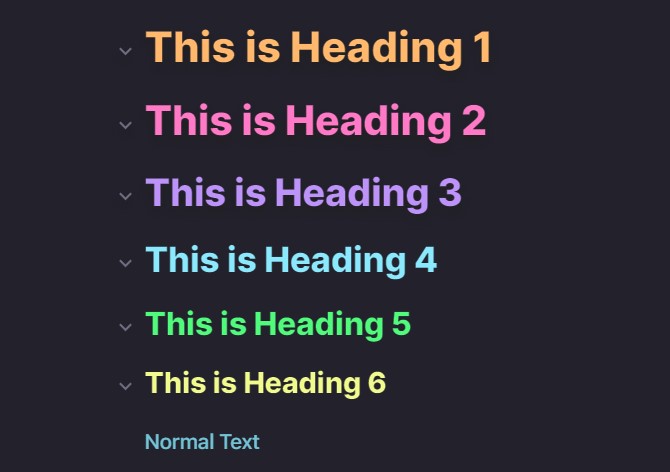 This is Heading 1
This is Heading 2
This is Heading 3
This is Heading 4
This is Heading 5
This is Heading 6
Normal Text